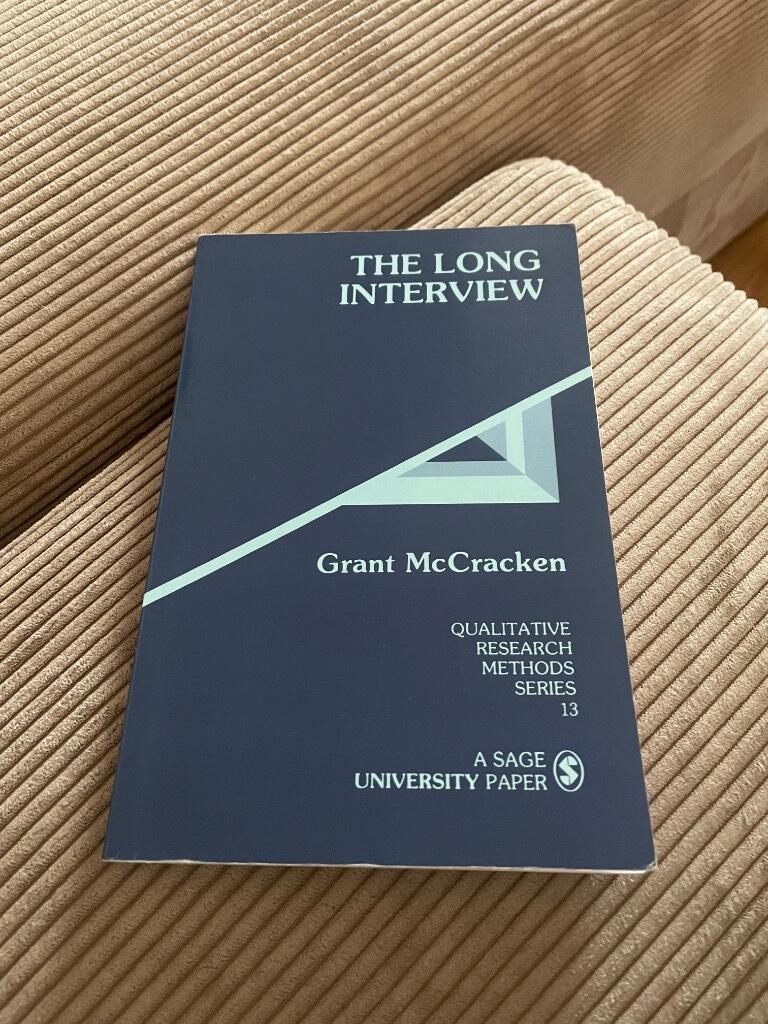 THE LONG
INTERVIEW
Grant McCracken
QUALITATIVE
RESEARCH
METHODS
SERIES
13
A SAGE
UNIVERSITY PAPER
S